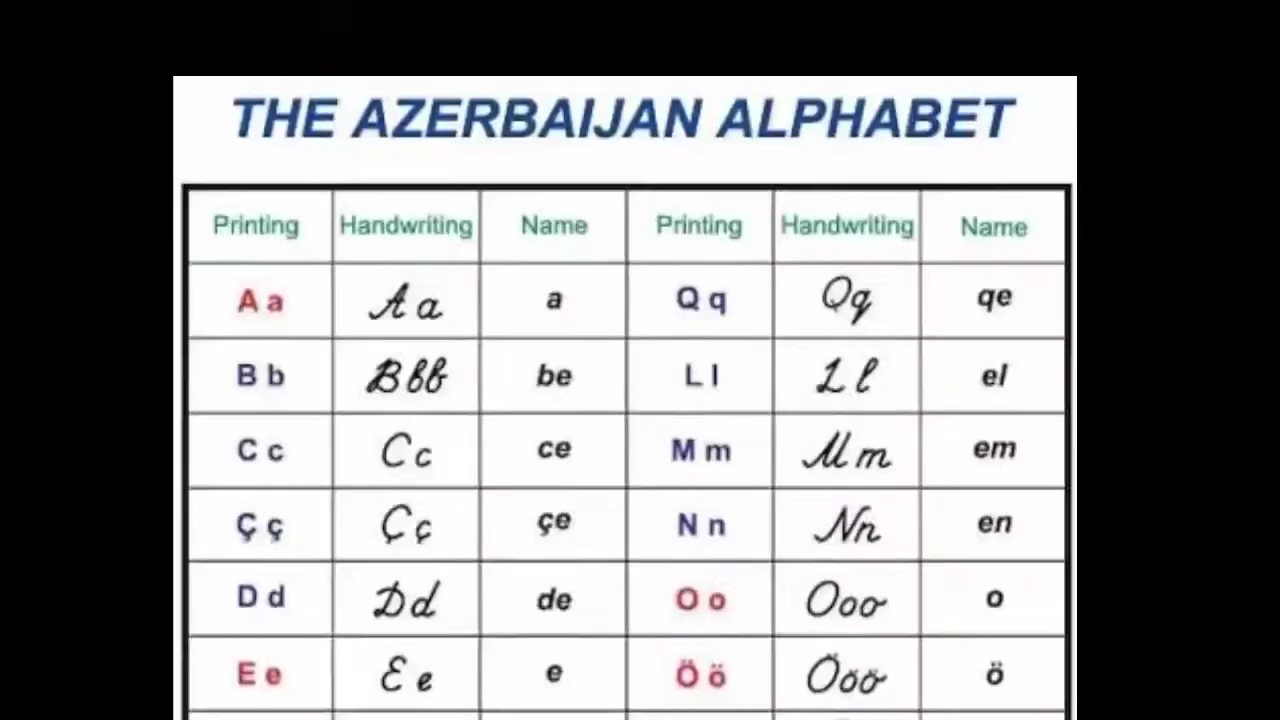 THE AZERBAIJAN ALPHABET
Printing Handwriting Name Printing Handwriting Name
A a A a a Q q Q q qe
B b B b b be L l L l el
C c C c ce M m M m em
Ç ç Ç ç çe N n N n en
D d D d de O o O o o o
E e E e e Ö ö Ö ö ö ö